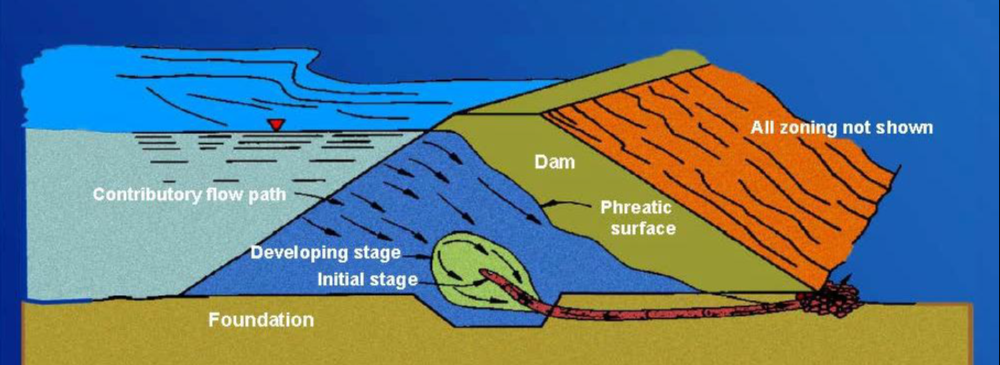 All zoning not shown
Dam
Contributory flow path
Phreatic
surface
Developing stage
Initial stage
Foundation